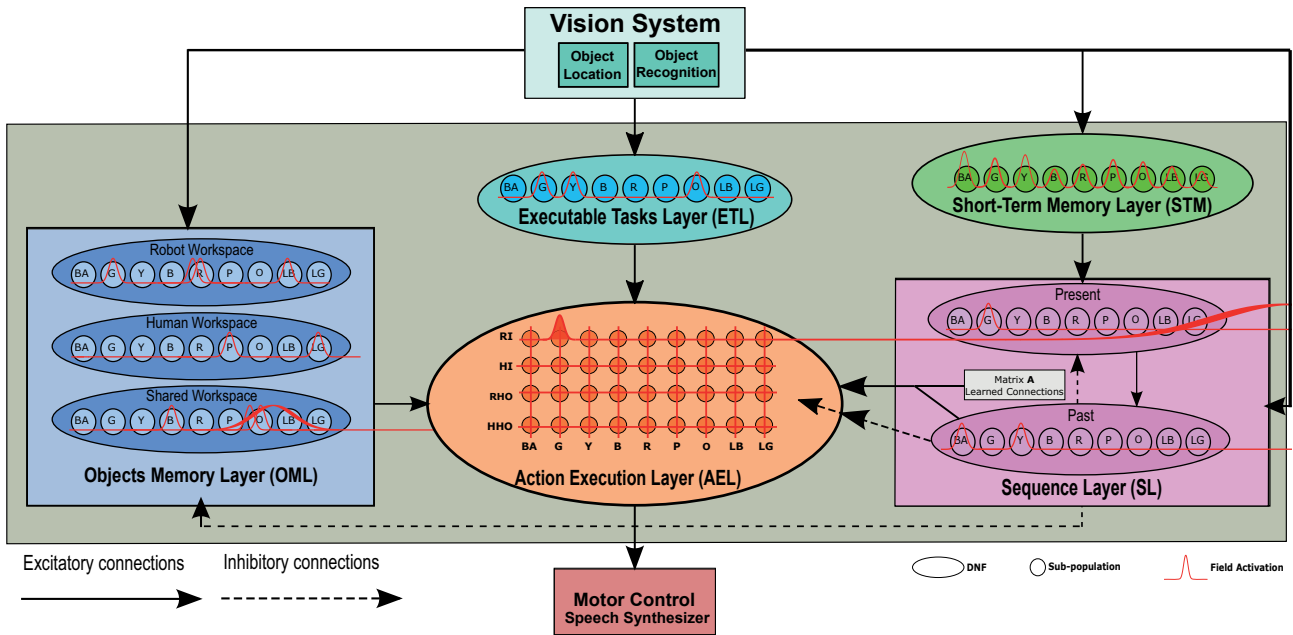 Vision System
Object Location
Object Recognition
BA G Y B R P O LB LG
Executable Tasks Layer (ETL)
BA G Y B R P O LB LG
Short-Term Memory Layer (STM)
Robot Workspace
BA G Y B R P O LB LG
Human Workspace
BA G Y B R P O LB LG
Shared Workspace
BA G Y B R P O LB LG
Objects Memory Layer (OML)
RI
HI
RHO
HHO
BA G Y B R P O LB LG
Action Execution Layer (AEL)
Present
BA G Y B R P O LB LG
Matrix A
Learned Connections
Past
BA G Y B R P O LB LG
Sequence Layer (SL)
Excitatory connections
Inhibitory connections
DNF
Sub-population
Field Activation
Motor Control
Speech Synthesizer